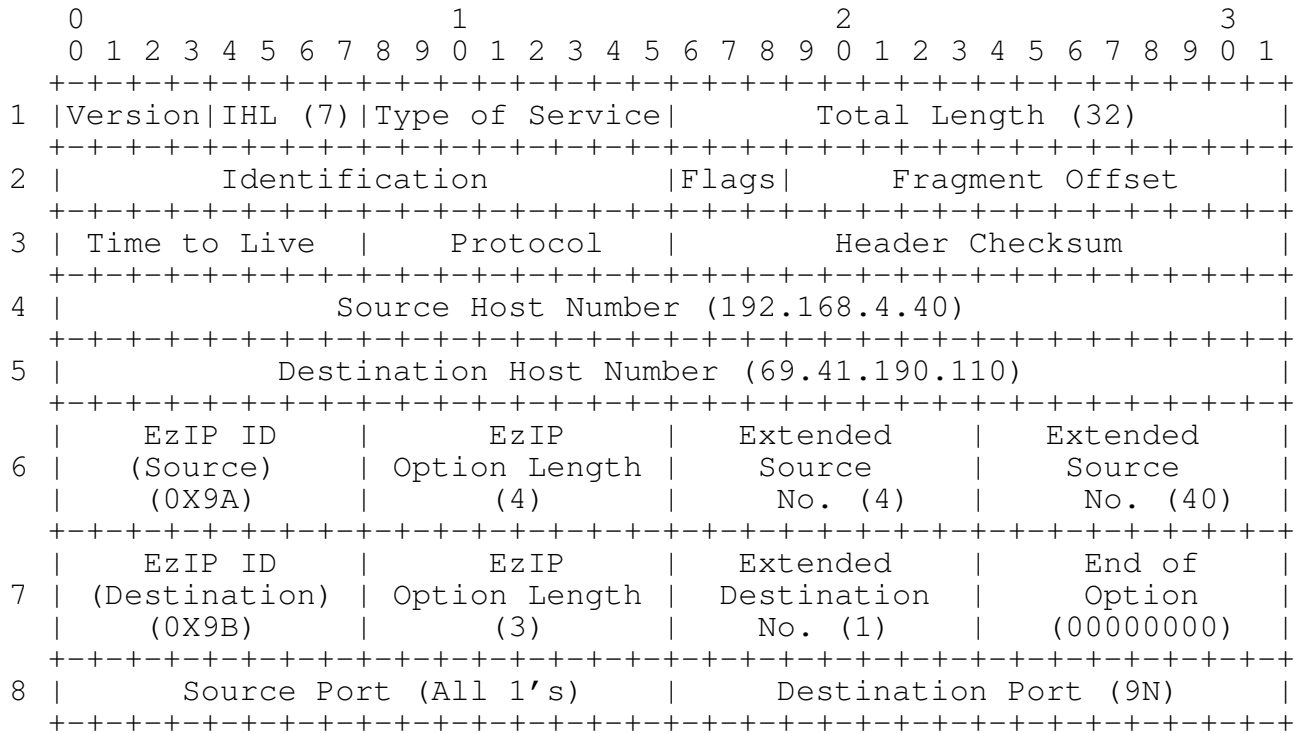 0                   1                   2                   3
0 1 2 3 4 5 6 7 8 9 0 1 2 3 4 5 6 7 8 9 0 1 2 3 4 5 6 7 8 9 0 1
+-+-+-+-+-+-+-+-+-+-+-+-+-+-+-+-+-+-+-+-+-+-+-+-+-+-+-+-+-+-+-+-+
1 |Version|IHL (7)|Type of Service|       Total Length (32)       |
+-+-+-+-+-+-+-+-+-+-+-+-+-+-+-+-+-+-+-+-+-+-+-+-+-+-+-+-+-+-+-+-+
2 |        Identification         |Flags|     Fragment Offset     |
+-+-+-+-+-+-+-+-+-+-+-+-+-+-+-+-+-+-+-+-+-+-+-+-+-+-+-+-+-+-+-+-+
3 | Time to Live  |   Protocol    |        Header Checksum        |
+-+-+-+-+-+-+-+-+-+-+-+-+-+-+-+-+-+-+-+-+-+-+-+-+-+-+-+-+-+-+-+-+
4 |              Source Host Number (192.168.4.40)                |
+-+-+-+-+-+-+-+-+-+-+-+-+-+-+-+-+-+-+-+-+-+-+-+-+-+-+-+-+-+-+-+-+
5 |           Destination Host Number (69.41.190.110)             |
+-+-+-+-+-+-+-+-+-+-+-+-+-+-+-+-+-+-+-+-+-+-+-+-+-+-+-+-+-+-+-+-+
|    EzIP ID    |     EzIP      |   Extended    |  Extended     |
6 |   (Source)    | Option Length |    Source     |   Source      |
|    (0X9A)     |      (4)      |    No. (4)    |    No. (40)   |
+-+-+-+-+-+-+-+-+-+-+-+-+-+-+-+-+-+-+-+-+-+-+-+-+-+-+-+-+-+-+-+-+
|    EzIP ID    |     EzIP      |   Extended    |    End of     |
7 | (Destination) | Option Length |  Destination  |    Option     |
|    (0X9B)     |      (3)      |    No. (1)    |  (00000000)   |
+-+-+-+-+-+-+-+-+-+-+-+-+-+-+-+-+-+-+-+-+-+-+-+-+-+-+-+-+-+-+-+-+
8 |      Source Port (All 1's)    |     Destination Port (9N)     |
+-+-+-+-+-+-+-+-+-+-+-+-+-+-+-+-+-+-+-+-+-+-+-+-+-+-+-+-+-+-+-+-+